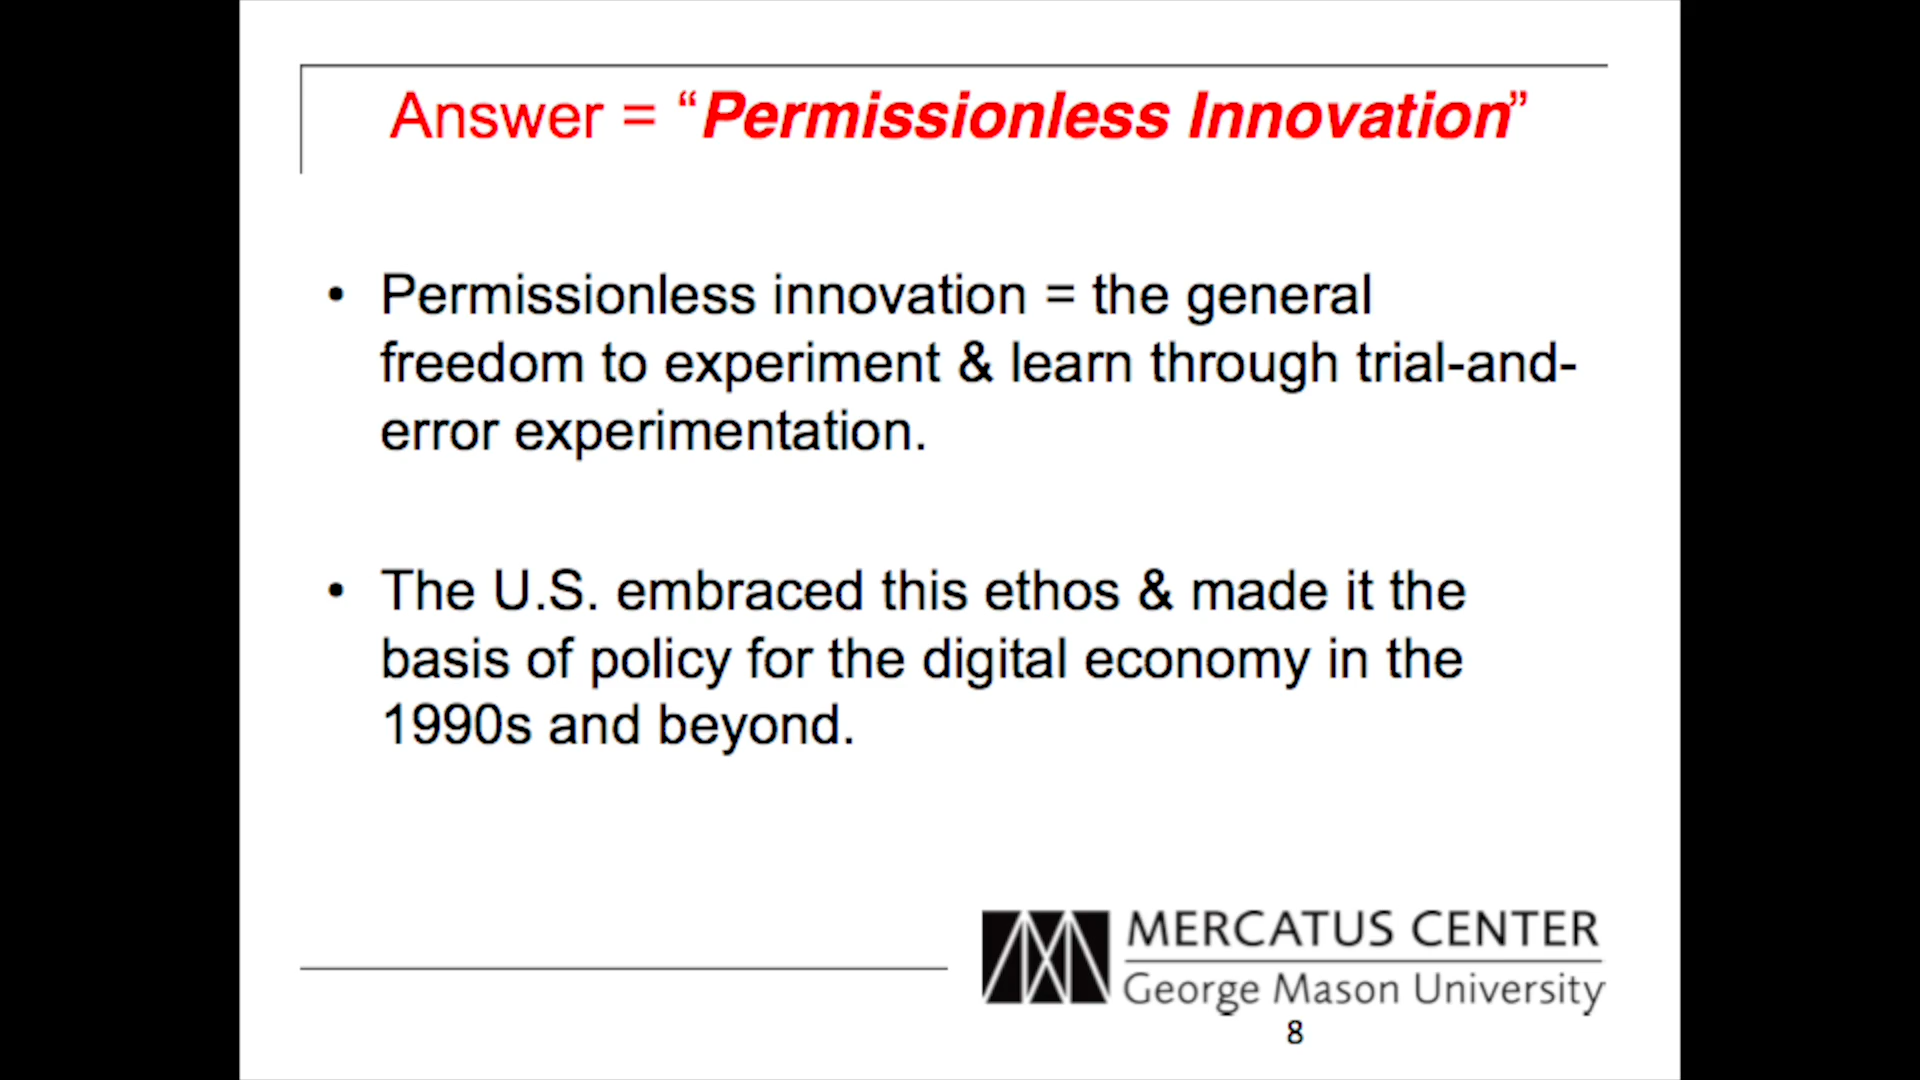 Answer = “Permissionless Innovation”
• Permissionless innovation = the general
freedom to experiment & learn through trial-and-
error experimentation.
• The U.S. embraced this ethos & made it the
basis of policy for the digital economy in the
1990s and beyond.
MERCATUS CENTER
George Mason University
8